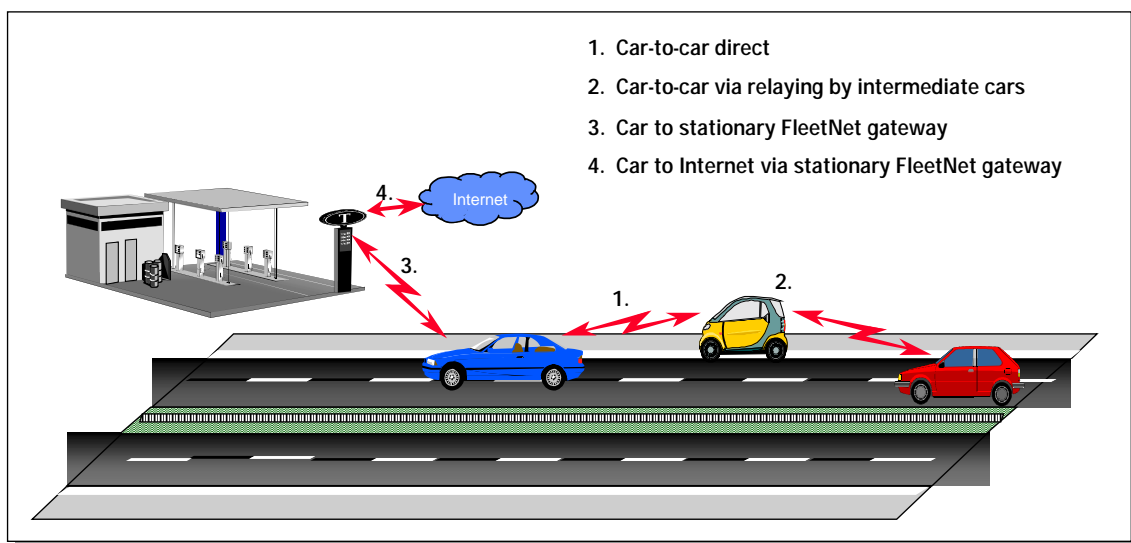 1. Car-to-car direct
2. Car-to-car via relaying by intermediate cars
3. Car to stationary FleetNet gateway
4. Car to Internet via stationary FleetNet gateway
4.
Internet
T
3.
1.
2.